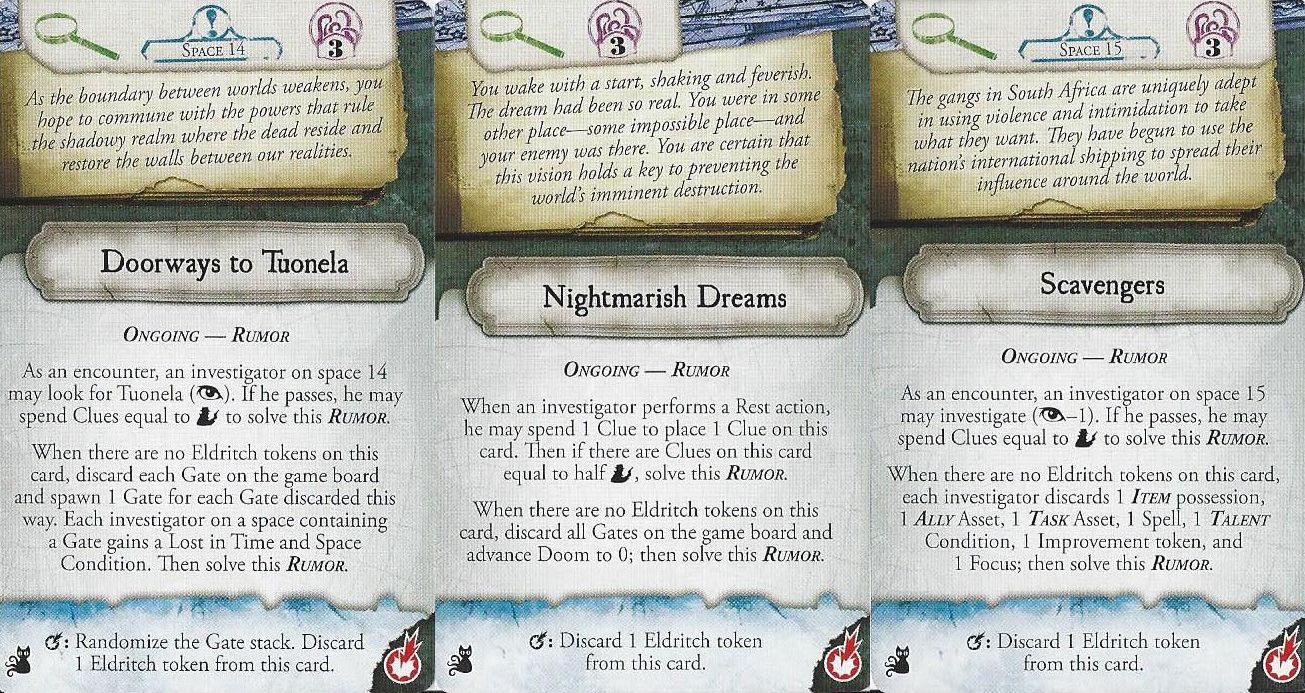 SPACE 14
3
As the boundary between worlds weakens, you
hope to commune with the powers that rule
the shadowy realm where the dead reside and
restore the walls between our realities.
Doorways to Tuonela
ONGOING — RUMOR
As an encounter, an investigator on space 14
may look for Tuonela ( ). If he passes, he may
spend Clues equal to to solve this RUMOR.
When there are no Eldritch tokens on this
card, discard each Gate on the game board
and spawn 1 Gate for each Gate discarded this
way. Each investigator on a space containing
a Gate gains a Lost in Time and Space
Condition. Then solve this RUMOR.
: Randomize the Gate stack. Discard
1 Eldritch token from this card.
3
You wake with a start, shaking and feverish.
The dream had been so real. You were in some
other place—some impossible place—and
your enemy was there. You are certain that
this vision holds a key to preventing the
world's imminent destruction.
Nightmarish Dreams
ONGOING — RUMOR
When an investigator performs a Rest action,
he may spend 1 Clue to place 1 Clue on this
card. Then if there are Clues on this card
equal to half , solve this RUMOR.
When there are no Eldritch tokens on this
card, discard all Gates on the game board and
advance Doom to 0; then solve this RUMOR.
: Discard 1 Eldritch token
from this card.
SPACE 15
3
The gangs in South Africa are uniquely adept
in using violence and intimidation to take
what they want. They have begun to use the
nation's international shipping to spread their
influence around the world.
Scavengers
ONGOING — RUMOR
As an encounter, an investigator on space 15
may investigate ( –1). If he passes, he may
spend Clues equal to to solve this RUMOR.
When there are no Eldritch tokens on this card,
each investigator discards 1 ITEM possession,
1 ALLY Asset, 1 TASK Asset, 1 Spell, 1 TALENT
Condition, 1 Improvement token, and
1 Focus; then solve this RUMOR.
: Discard 1 Eldritch token
from this card.